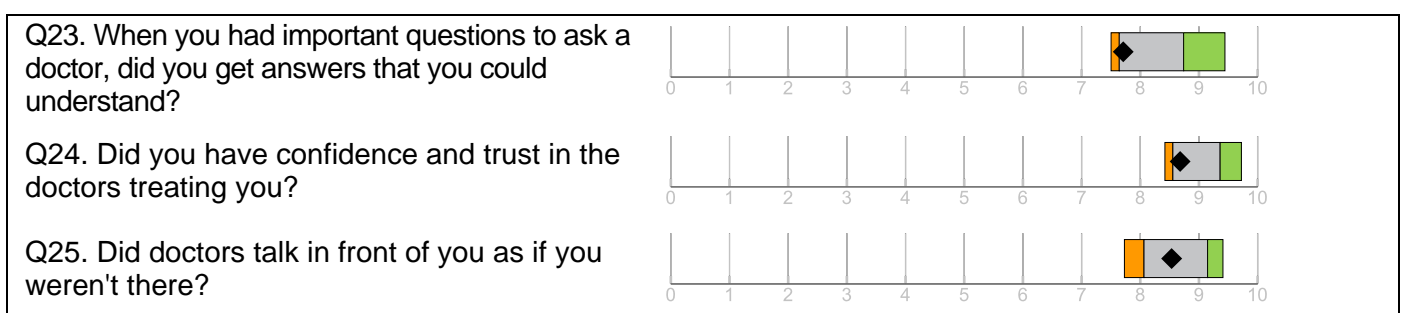 Q23. When you had important questions to ask a
doctor, did you get answers that you could
understand?
0 1 2 3 4 5 6 7 8 9 10
Q24. Did you have confidence and trust in the
doctors treating you?
0 1 2 3 4 5 6 7 8 9 10
Q25. Did doctors talk in front of you as if you
weren't there?
0 1 2 3 4 5 6 7 8 9 10